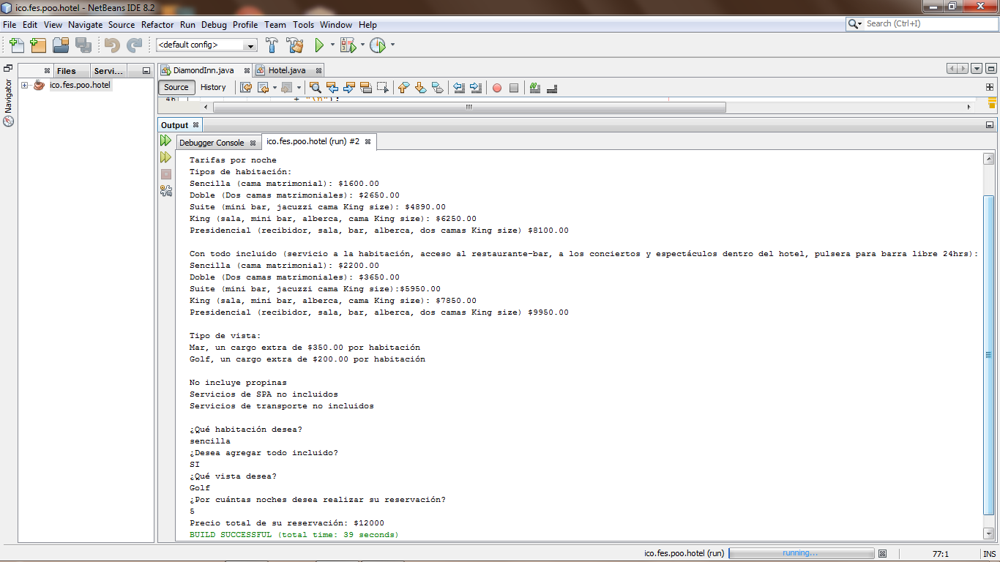 ico.fes.poo.hotel - NetBeans IDE 8.2
File Edit View Navigate Source Refactor Run Debug Profile Team Tools Window Help
Search (Ctrl+I)
<default config>
Files Servi...
DiamondInn.java Hotel.java
Navigator
ico.fes.poo.hotel
Source History
46 + "\n");
Output
Debugger Console ico.fes.poo.hotel (run) #2
Tarifas por noche
Tipos de habitación:
Sencilla (cama matrimonial): $1600.00
Doble (Dos camas matrimoniales): $2650.00
Suite (mini bar, jacuzzi cama King size): $4890.00
King (sala, mini bar, alberca, cama King size): $6250.00
Presidencial (recibidor, sala, bar, alberca, dos camas King size) $8100.00
Con todo incluido (servicio a la habitación, acceso al restaurante-bar, a los conciertos y espectáculos dentro del hotel, pulsera para barra libre 24hrs):
Sencilla (cama matrimonial): $2200.00
Doble (Dos camas matrimoniales): $3650.00
Suite (mini bar, jacuzzi cama King size):$5950.00
King (sala, mini bar, alberca, cama King size): $7850.00
Presidencial (recibidor, sala, bar, alberca, dos camas King size) $9950.00
Tipo de vista:
Mar, un cargo extra de $350.00 por habitación
Golf, un cargo extra de $200.00 por habitación
No incluye propinas
Servicios de SPA no incluidos
Servicios de transporte no incluidos
¿Qué habitación desea?
sencilla
¿Desea agregar todo incluido?
SI
¿Qué vista desea?
Golf
¿Por cuántas noches desea realizar su reservación?
5
Precio total de su reservación: $12000
BUILD SUCCESSFUL (total time: 39 seconds)
ico.fes.poo.hotel (run) running... 77:1 INS